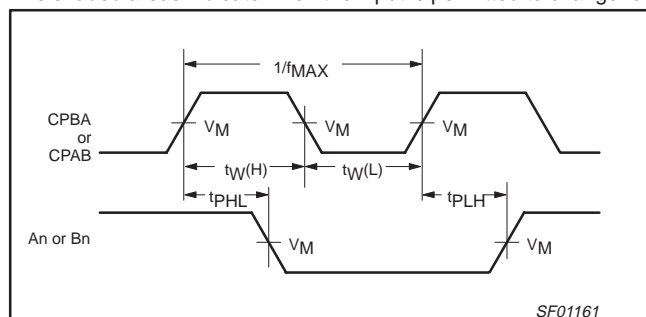 1/fMAX
CPBA
or
CPAB
VM
VM
VM
tW(H)
tW(L)
tPHL
tPLH
An or Bn
VM
VM
SF01161